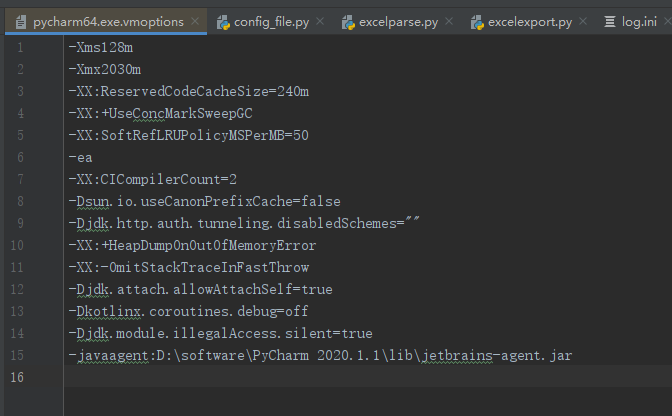 pycharm64.exe.vmoptions config_file.py excelparse.py excelexport.py log.ini
1 -Xms128m
2 -Xmx2030m
3 -XX:ReservedCodeCacheSize=240m
4 -XX:+UseConcMarkSweepGC
5 -XX:SoftRefLRUPolicyMSPerMB=50
6 -ea
7 -XX:CICompilerCount=2
8 -Dsun.io.useCanonPrefixCache=false
9 -Djdk.http.auth.tunneling.disabledSchemes=""
10 -XX:+HeapDumpOnOutOfMemoryError
11 -XX:-OmitStackTraceInFastThrow
12 -Djdk.attach.allowAttachSelf=true
13 -Dkotlinx.coroutines.debug=off
14 -Djdk.module.illegalAccess.silent=true
15 -javaagent:D:\software\PyCharm 2020.1.1\lib\jetbrains-agent.jar
16